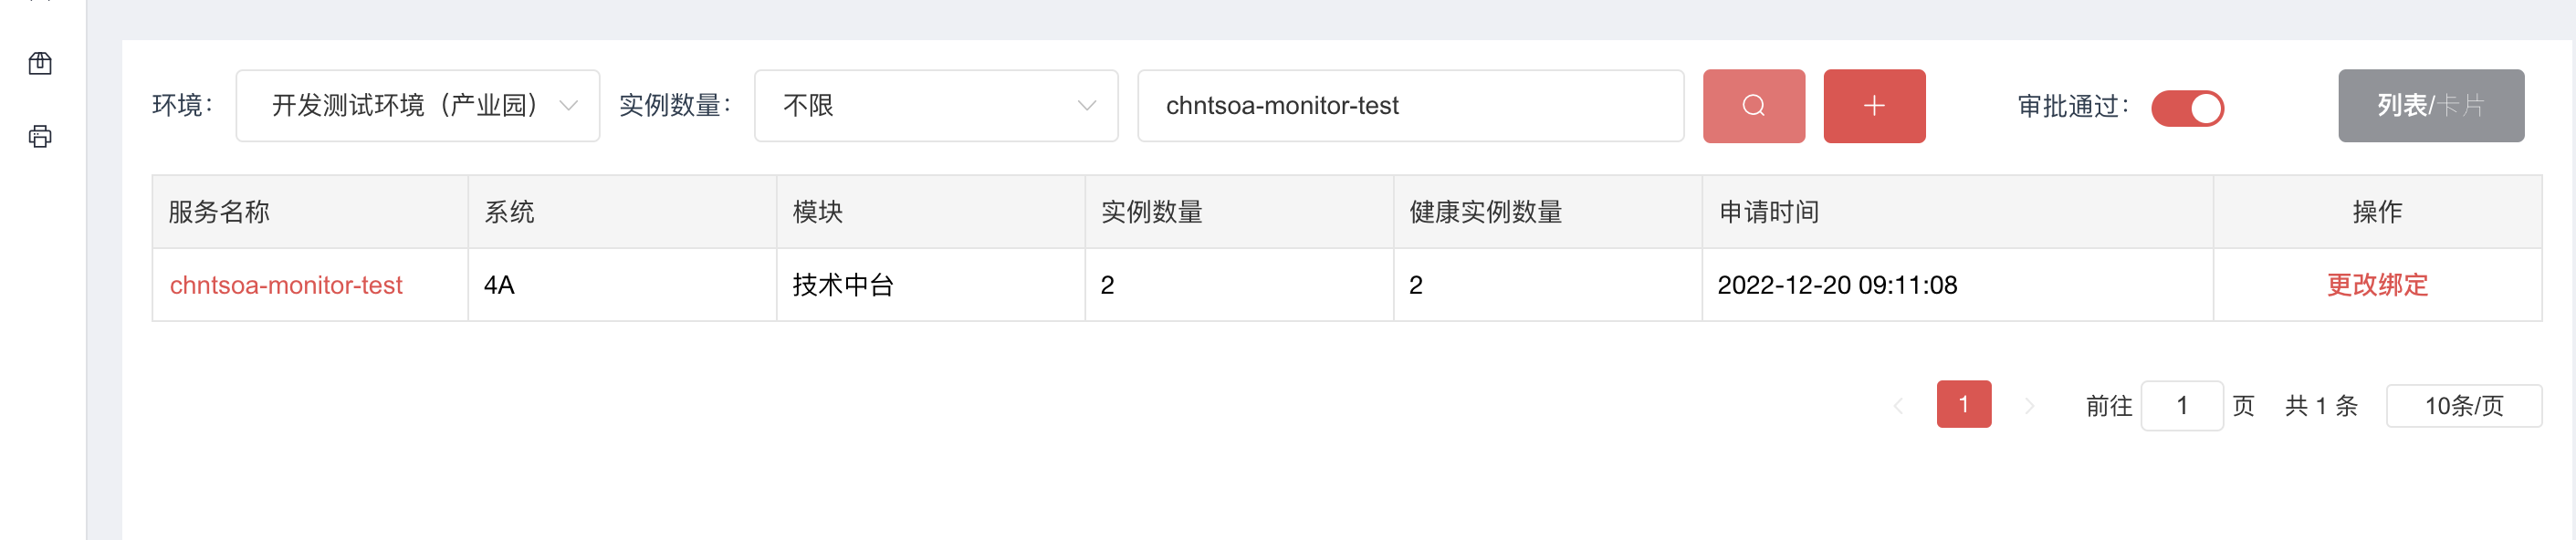 环境： 开发测试环境（产业园） 实例数量： 不限 chntsoa-monitor-test 审批通过： 列表/卡片
服务名称 系统 模块 实例数量 健康实例数量 申请时间 操作
chntsoa-monitor-test 4A 技术中台 2 2 2022-12-20 09:11:08 更改绑定
1 前往 1 页 共 1 条 10条/页